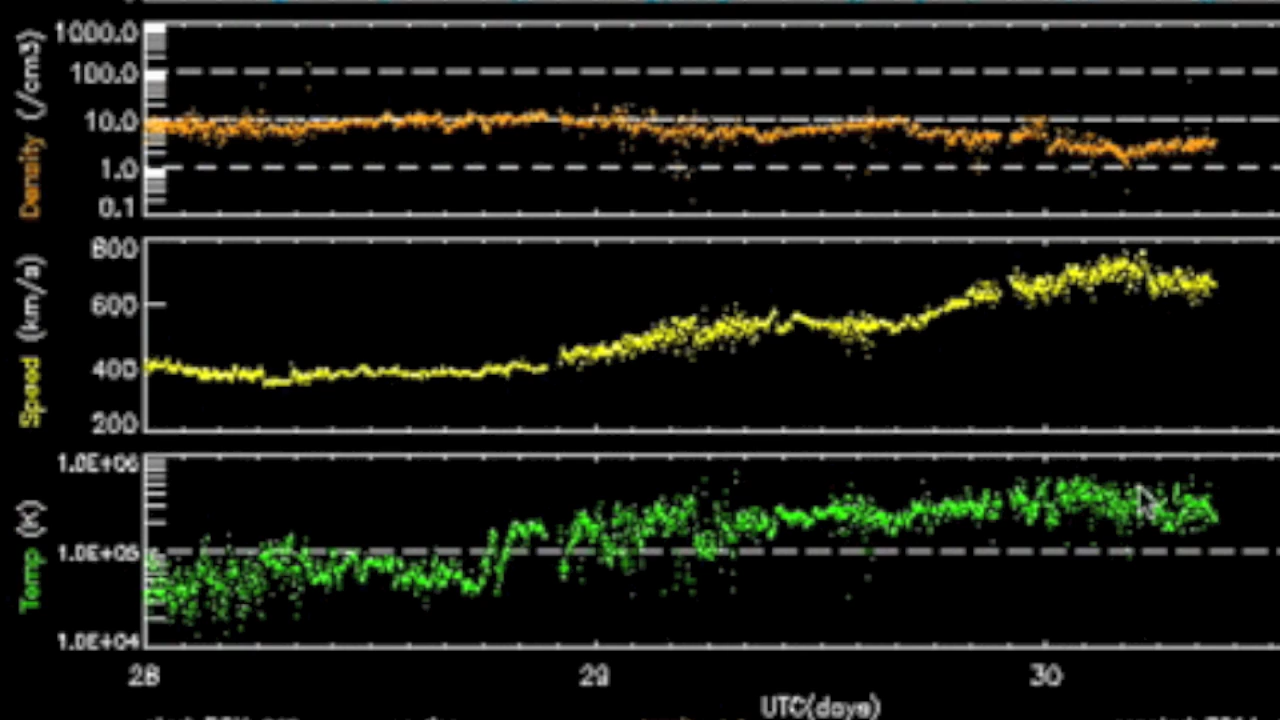 1000.0
100.0
10.0
1.0
0.1
Density (/cm3)
800
600
400
200
Speed (km/s)
1.0E+06
1.0E+05
1.0E+04
Temp (K)
28 29 30
UTC(days)